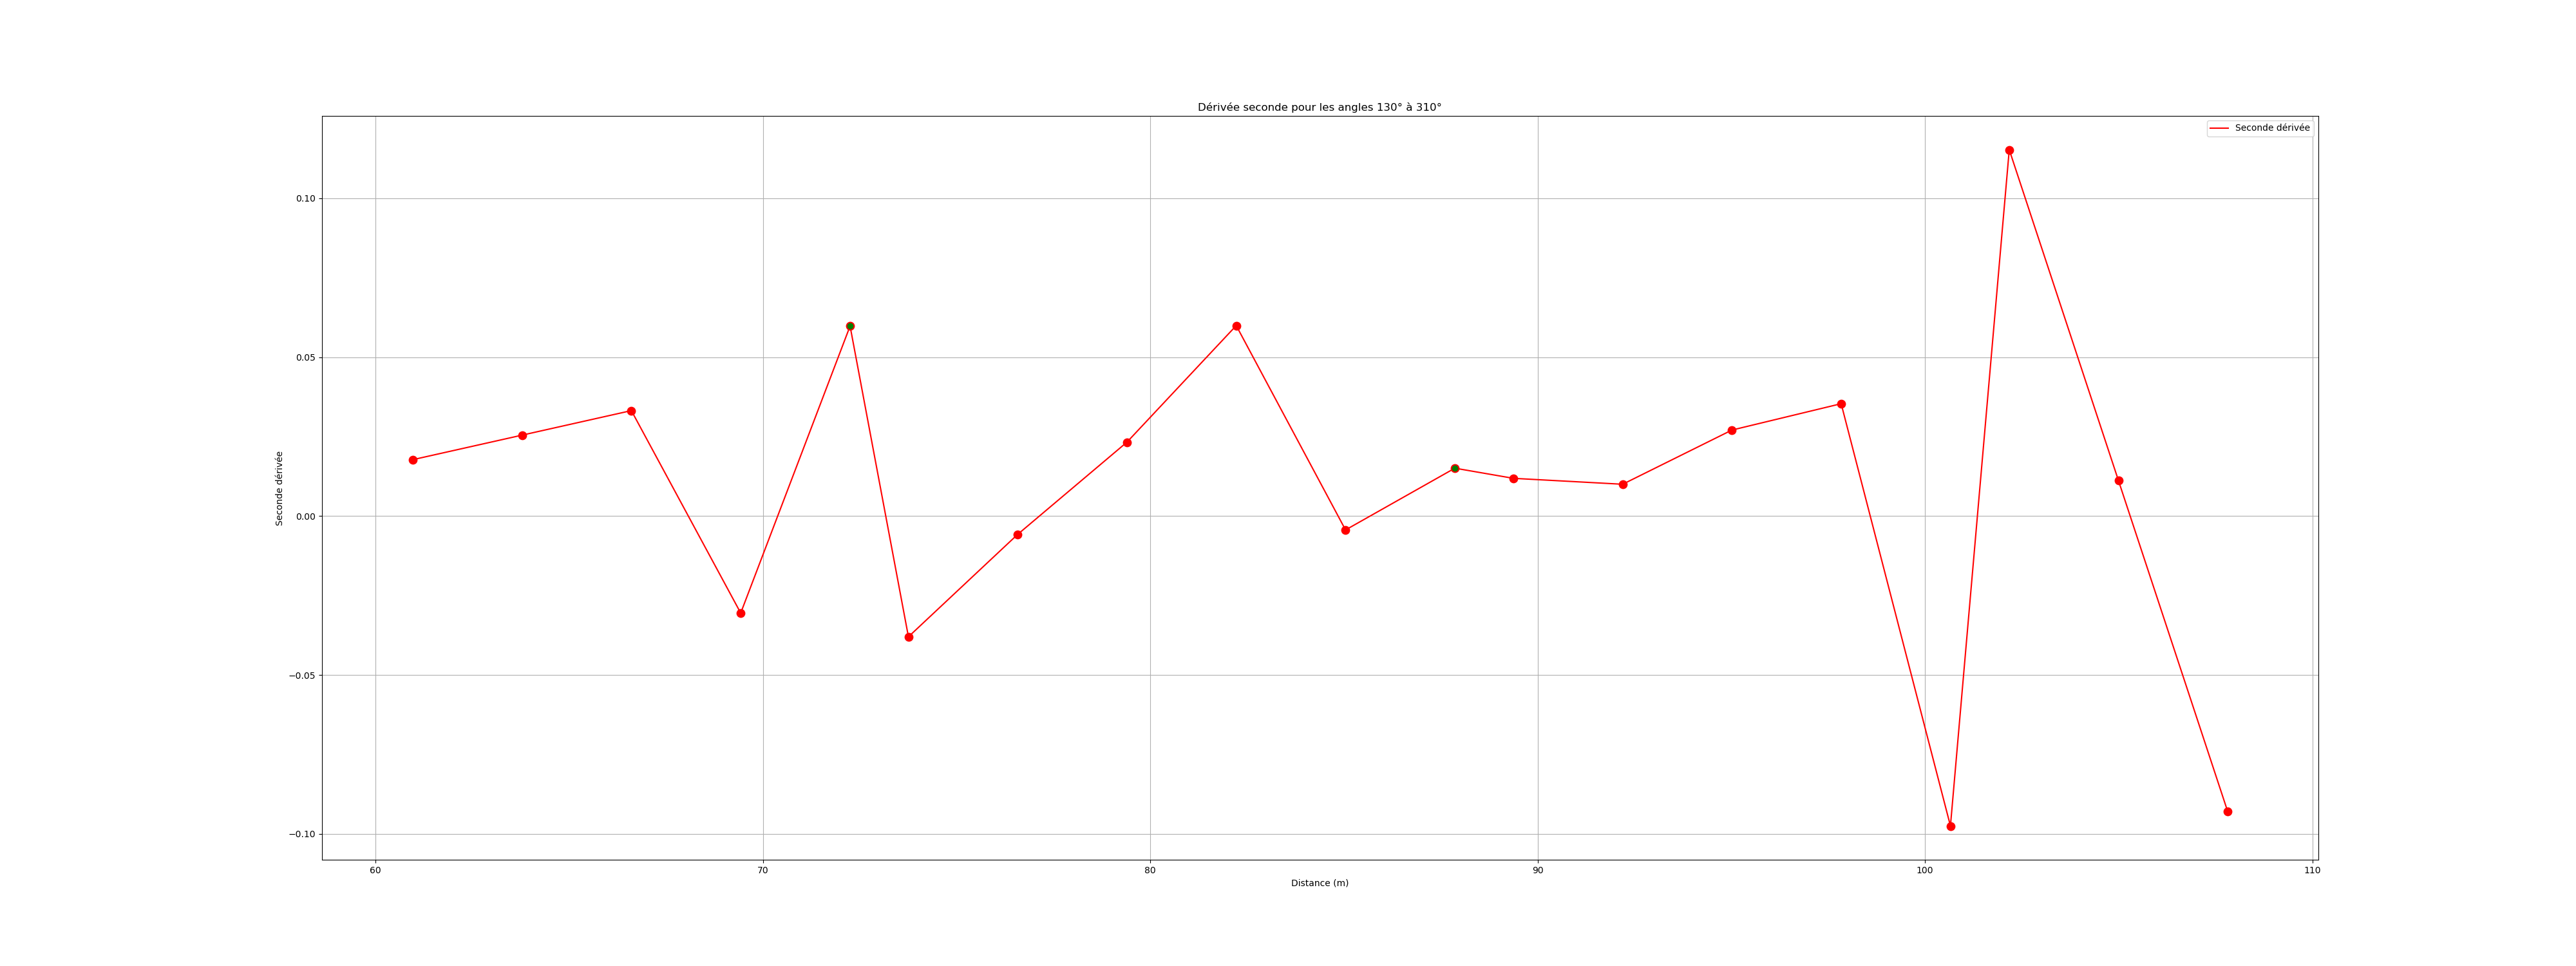 Dérivée seconde pour les angles 130° à 310°
Seconde dérivée
0.10
0.05
0.00
−0.05
−0.10
Seconde dérivée
60 70 80 90 100 110
Distance (m)